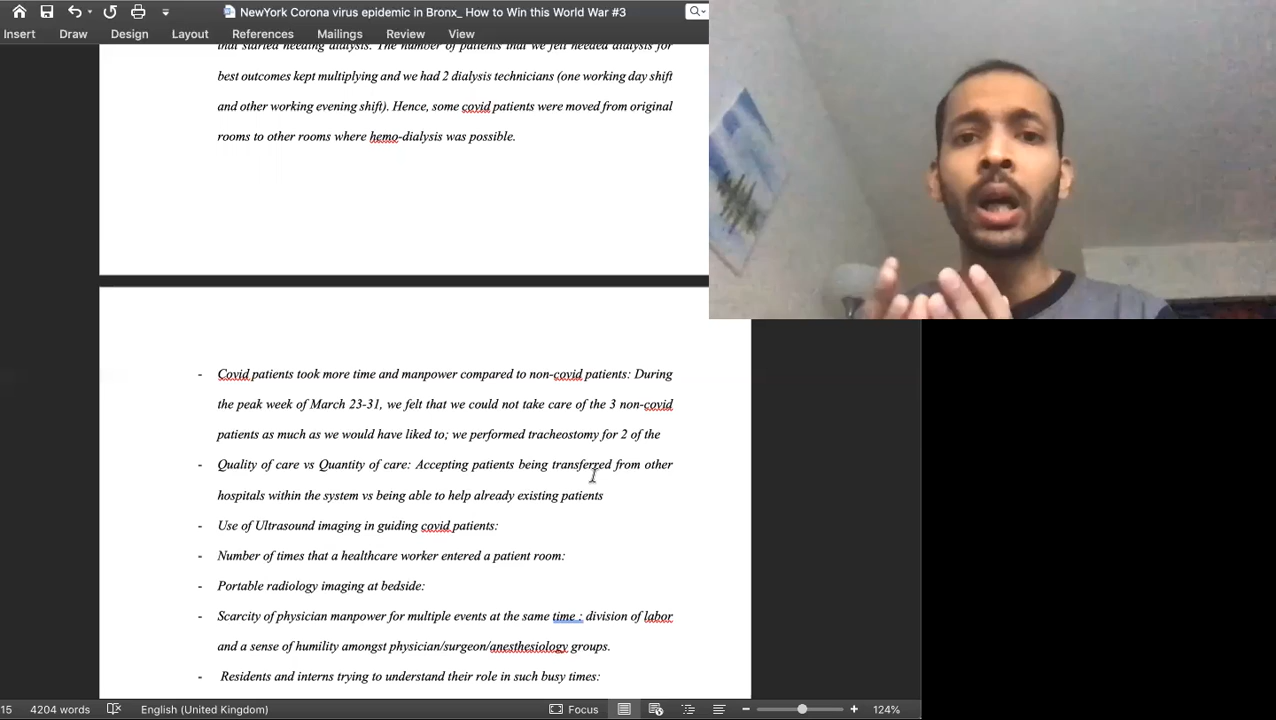 NewYork Corona virus epidemic in Bronx_ How to Win this World War #3
Insert Draw Design Layout References Mailings Review View
that started needing dialysis. The number of patients that we felt needed dialysis for
best outcomes kept multiplying and we had 2 dialysis technicians (one working day shift
and other working evening shift). Hence, some covid patients were moved from original
rooms to other rooms where hemo-dialysis was possible.
- Covid patients took more time and manpower compared to non-covid patients: During
the peak week of March 23-31, we felt that we could not take care of the 3 non-covid
patients as much as we would have liked to; we performed tracheostomy for 2 of the
- Quality of care vs Quantity of care: Accepting patients being transferred from other
hospitals within the system vs being able to help already existing patients
- Use of Ultrasound imaging in guiding covid patients:
- Number of times that a healthcare worker entered a patient room:
- Portable radiology imaging at bedside:
- Scarcity of physician manpower for multiple events at the same time : division of labor
and a sense of humility amongst physician/surgeon/anesthesiology groups.
- Residents and interns trying to understand their role in such busy times:
15 4204 words English (United Kingdom) Focus 124%